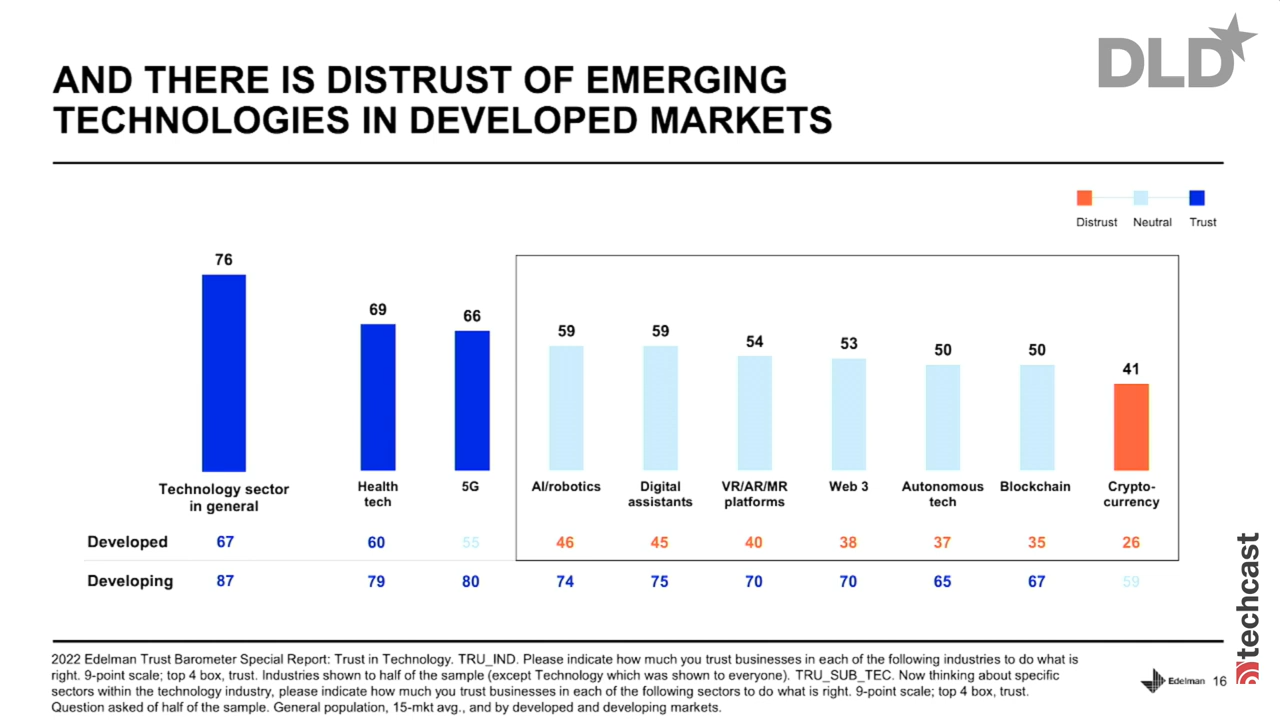 DLD
AND THERE IS DISTRUST OF EMERGING
TECHNOLOGIES IN DEVELOPED MARKETS
Distrust Neutral Trust
76 69 66 59 59 54 53 50 50 41
Technology sector
in general
Health
tech
5G
AI/robotics
Digital
assistants
VR/AR/MR
platforms
Web 3
Autonomous
tech
Blockchain
Crypto-
currency
Developed 67 60 55 46 45 40 38 37 35 26
Developing 87 79 80 74 75 70 70 65 67 59
2022 Edelman Trust Barometer Special Report: Trust in Technology. TRU_IND. Please indicate how much you trust businesses in each of the following industries to do what is
right. 9-point scale; top 4 box, trust. Industries shown to half of the sample (except Technology which was shown to everyone). TRU_SUB_TEC. Now thinking about specific
sectors within the technology industry, please indicate how much you trust businesses in each of the following sectors to do what is right. 9-point scale; top 4 box, trust.
Question asked of half of the sample. General population, 15-mkt avg., and by developed and developing markets.
Edelman 16
techcast